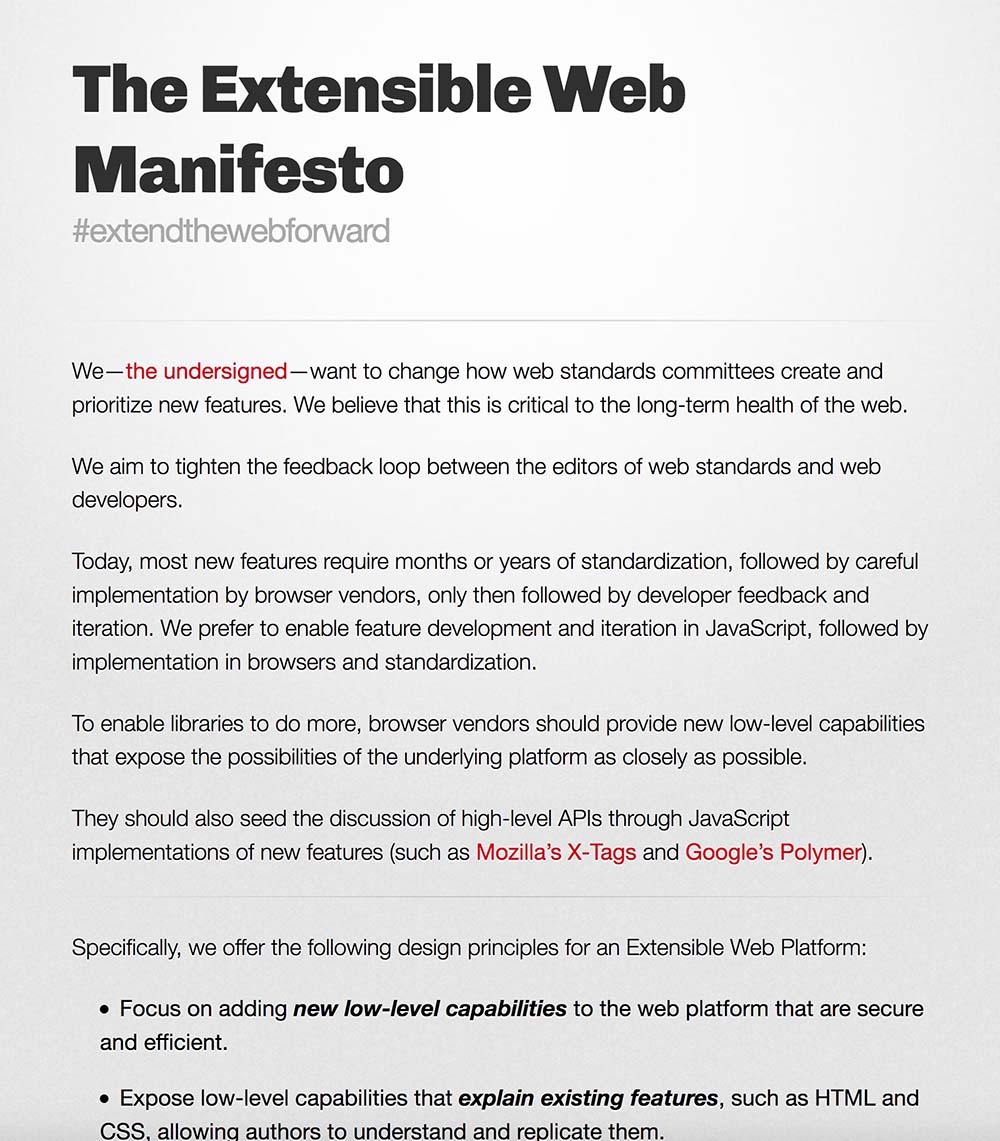 The Extensible Web
Manifesto
#extendthewebforward
We—the undersigned—want to change how web standards committees create and
prioritize new features. We believe that this is critical to the long-term health of the web.
We aim to tighten the feedback loop between the editors of web standards and web
developers.
Today, most new features require months or years of standardization, followed by careful
implementation by browser vendors, only then followed by developer feedback and
iteration. We prefer to enable feature development and iteration in JavaScript, followed by
implementation in browsers and standardization.
To enable libraries to do more, browser vendors should provide new low-level capabilities
that expose the possibilities of the underlying platform as closely as possible.
They should also seed the discussion of high-level APIs through JavaScript
implementations of new features (such as Mozilla’s X-Tags and Google’s Polymer).
Specifically, we offer the following design principles for an Extensible Web Platform:
• Focus on adding new low-level capabilities to the web platform that are secure
and efficient.
• Expose low-level capabilities that explain existing features, such as HTML and
CSS, allowing authors to understand and replicate them.